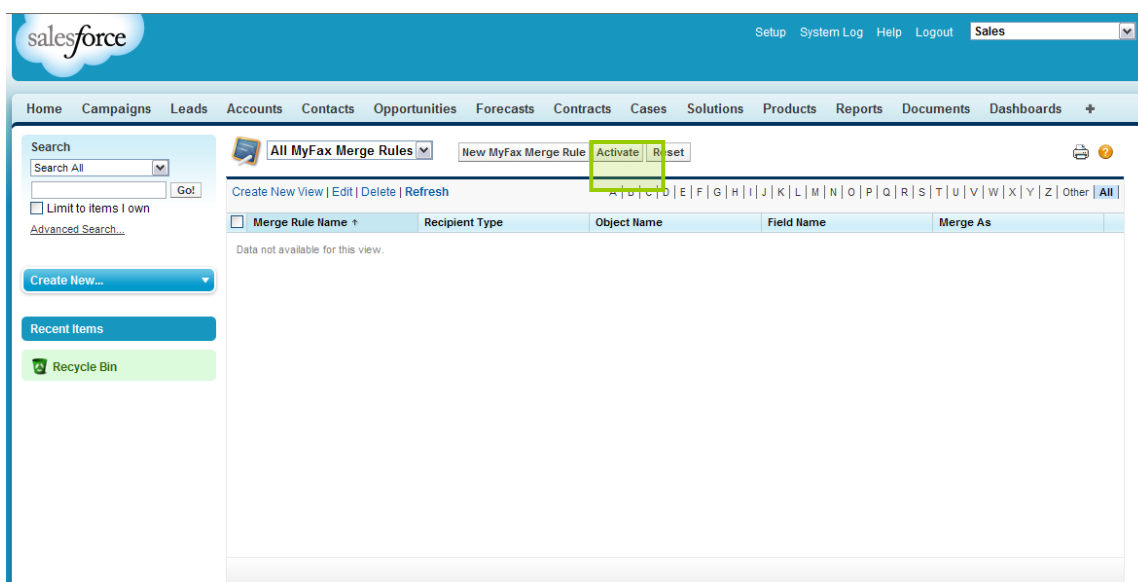 salesforce
Setup System Log Help Logout Sales
Home Campaigns Leads Accounts Contacts Opportunities Forecasts Contracts Cases Solutions Products Reports Documents Dashboards +
Search
Search All
Go!
Limit to items I own
Advanced Search...
Create New...
Recent Items
Recycle Bin
All MyFax Merge Rules New MyFax Merge Rule Activate Reset
Create New View | Edit | Delete | Refresh
A | B | C | D | E | F | G | H | I | J | K | L | M | N | O | P | Q | R | S | T | U | V | W | X | Y | Z | Other | All
Merge Rule Name ↑ Recipient Type Object Name Field Name Merge As
Data not available for this view.